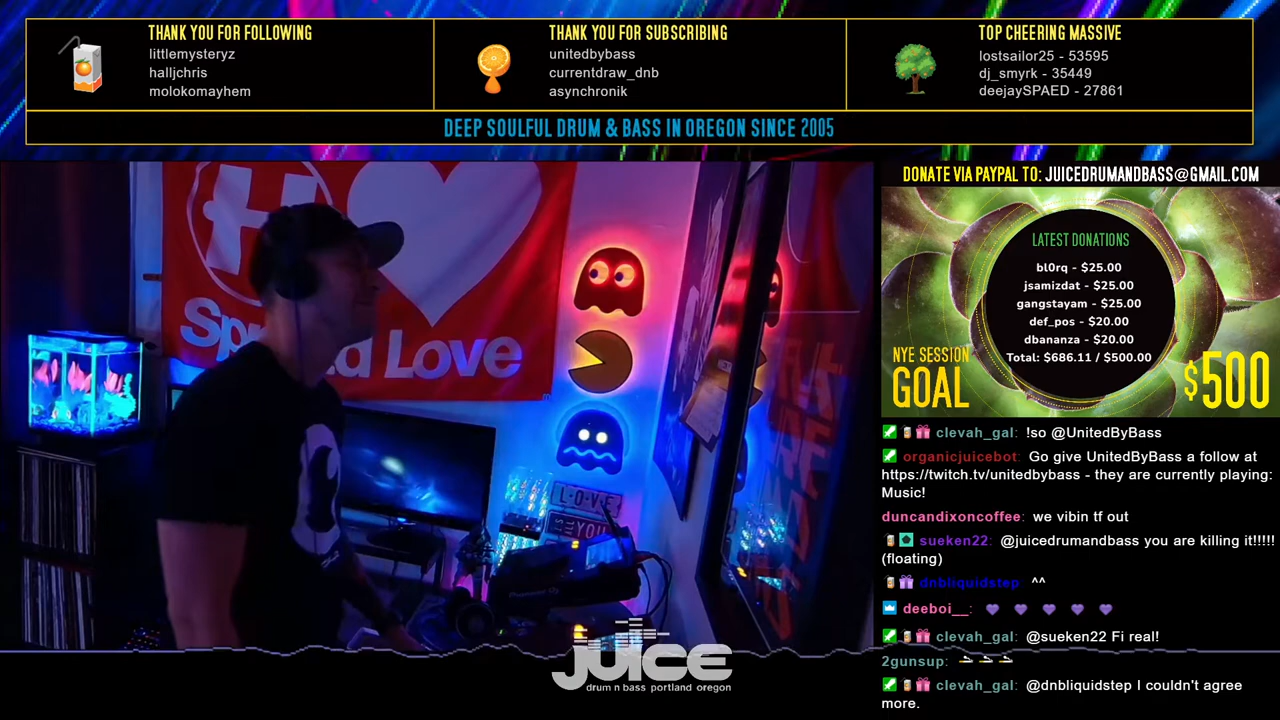 THANK YOU FOR FOLLOWING
littlemysteryz
halljchris
molokomayhem
THANK YOU FOR SUBSCRIBING
unitedbybass
currentdraw_dnb
asynchronik
TOP CHEERING MASSIVE
lostsailor25 - 53595
dj_smyrk - 35449
deejaySPAED - 27861
DEEP SOULFUL DRUM & BASS IN OREGON SINCE 2005
DONATE VIA PAYPAL TO: JUICEDRUMANDBASS@GMAIL.COM
LATEST DONATIONS
bl0rq - $25.00
jsamizdat - $25.00
gangstayam - $25.00
def_pos - $20.00
dbananza - $20.00
Total: $686.11 / $500.00
NYE SESSION
GOAL
$500
Love
LOVE
YOU
juice
drum n bass portland oregon
clevah_gal: !so @UnitedByBass
organicjuicebot: Go give UnitedByBass a follow at
https://twitch.tv/unitedbybass - they are currently playing:
Music!
duncandixoncoffee: we vibin tf out
sueken22: @juicedrumandbass you are killing it!!!!!
(floating)
dnbliquidstep ^^
deeboi__:
clevah_gal: @sueken22 Fi real!
2gunsup:
clevah_gal: @dnbliquidstep I couldn't agree
more.